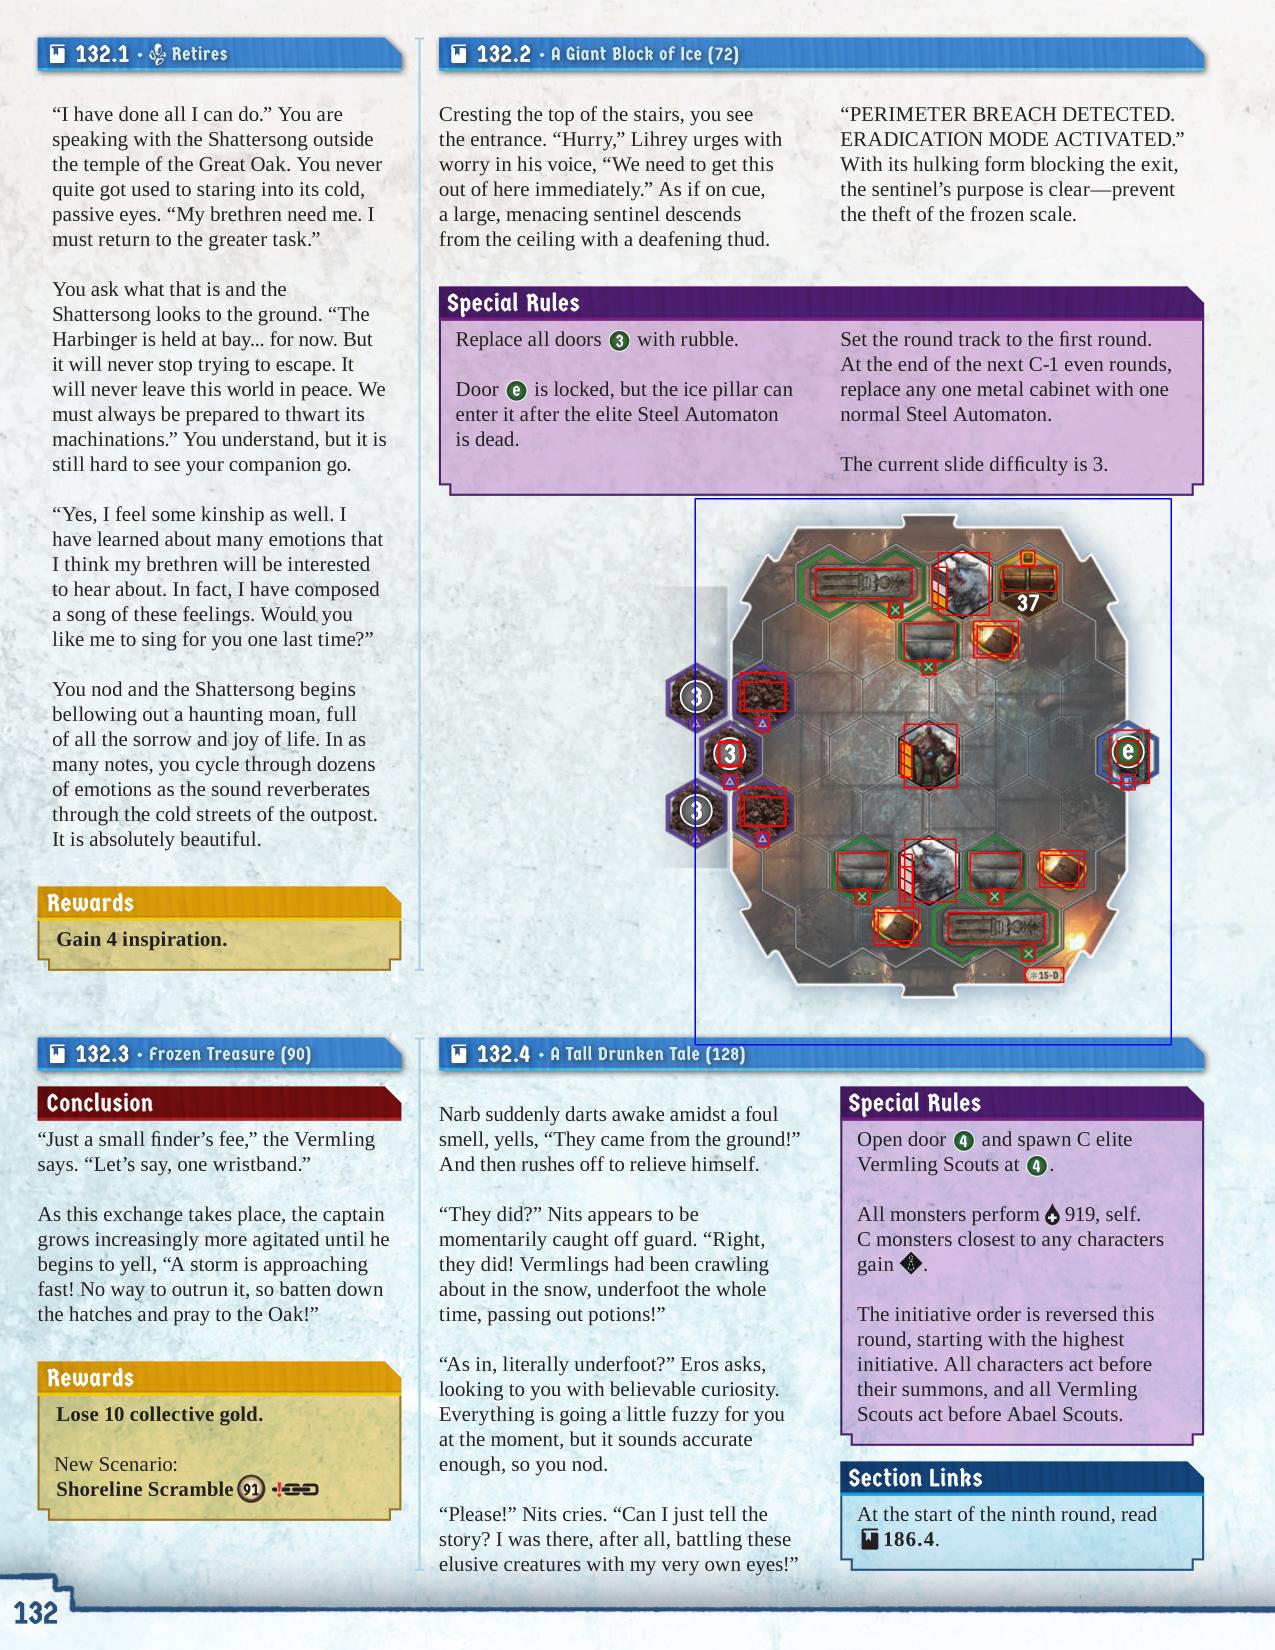 132.1 • Retires
“I have done all I can do.” You are
speaking with the Shattersong outside
the temple of the Great Oak. You never
quite got used to staring into its cold,
passive eyes. “My brethren need me. I
must return to the greater task.”
You ask what that is and the
Shattersong looks to the ground. “The
Harbinger is held at bay... for now. But
it will never stop trying to escape. It
will never leave this world in peace. We
must always be prepared to thwart its
machinations.” You understand, but it is
still hard to see your companion go.
“Yes, I feel some kinship as well. I
have learned about many emotions that
I think my brethren will be interested
to hear about. In fact, I have composed
a song of these feelings. Would you
like me to sing for you one last time?”
You nod and the Shattersong begins
bellowing out a haunting moan, full
of all the sorrow and joy of life. In as
many notes, you cycle through dozens
of emotions as the sound reverberates
through the cold streets of the outpost.
It is absolutely beautiful.
Rewards
Gain 4 inspiration.
132.2 • A Giant Block of Ice (72)
Cresting the top of the stairs, you see
the entrance. “Hurry,” Lihrey urges with
worry in his voice, “We need to get this
out of here immediately.” As if on cue,
a large, menacing sentinel descends
from the ceiling with a deafening thud.
“PERIMETER BREACH DETECTED.
ERADICATION MODE ACTIVATED.”
With its hulking form blocking the exit,
the sentinel’s purpose is clear—prevent
the theft of the frozen scale.
Special Rules
Replace all doors 3 with rubble.
Door e is locked, but the ice pillar can
enter it after the elite Steel Automaton
is dead.
Set the round track to the first round.
At the end of the next C-1 even rounds,
replace any one metal cabinet with one
normal Steel Automaton.
The current slide difficulty is 3.
37
3
3
e
3
15-D
132.3 • Frozen Treasure (90)
Conclusion
“Just a small finder’s fee,” the Vermling
says. “Let’s say, one wristband.”
As this exchange takes place, the captain
grows increasingly more agitated until he
begins to yell, “A storm is approaching
fast! No way to outrun it, so batten down
the hatches and pray to the Oak!”
Rewards
Lose 10 collective gold.
New Scenario:
Shoreline Scramble 91
132.4 • A Tall Drunken Tale (128)
Narb suddenly darts awake amidst a foul
smell, yells, “They came from the ground!”
And then rushes off to relieve himself.
“They did?” Nits appears to be
momentarily caught off guard. “Right,
they did! Vermlings had been crawling
about in the snow, underfoot the whole
time, passing out potions!”
“As in, literally underfoot?” Eros asks,
looking to you with believable curiosity.
Everything is going a little fuzzy for you
at the moment, but it sounds accurate
enough, so you nod.
“Please!” Nits cries. “Can I just tell the
story? I was there, after all, battling these
elusive creatures with my very own eyes!”
Special Rules
Open door 4 and spawn C elite
Vermling Scouts at 4.
All monsters perform 919, self.
C monsters closest to any characters
gain .
The initiative order is reversed this
round, starting with the highest
initiative. All characters act before
their summons, and all Vermling
Scouts act before Abael Scouts.
Section Links
At the start of the ninth round, read
186.4.
132